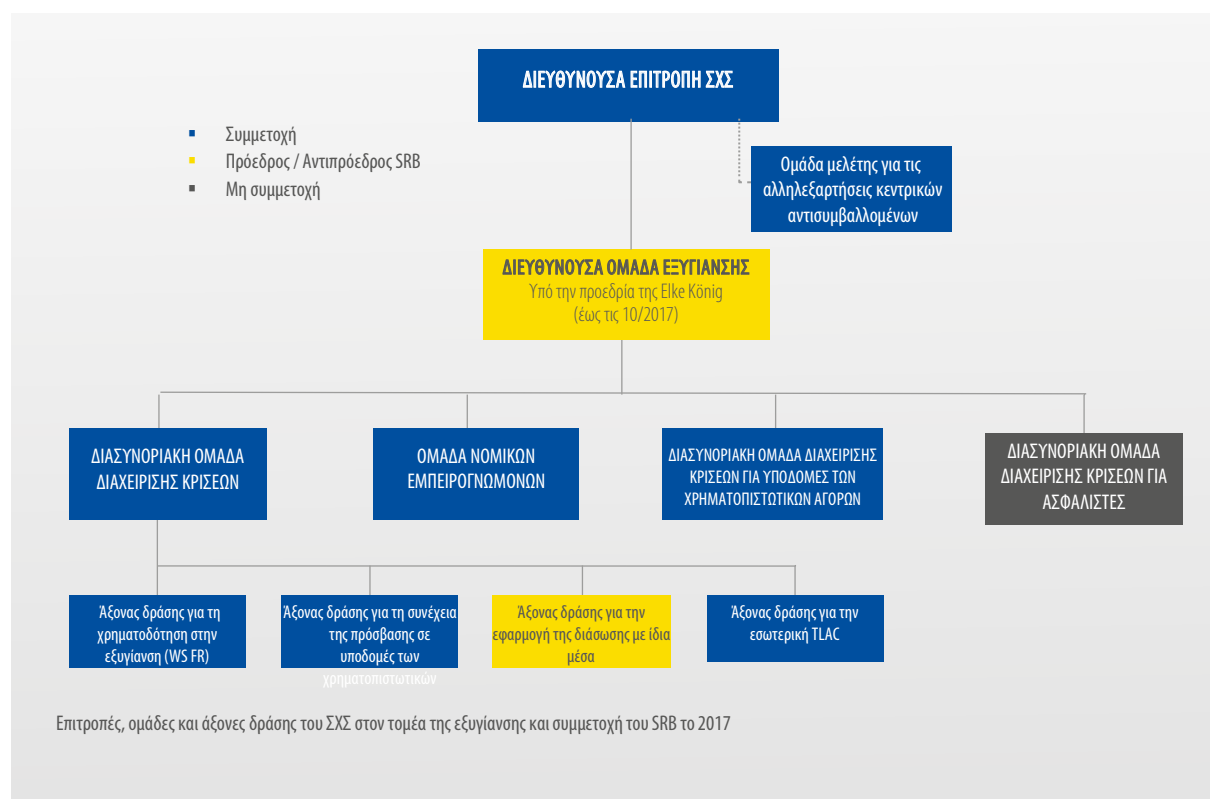 ΔΙΕΥΘΥΝΟΥΣΑ ΕΠΙΤΡΟΠΗ ΣΧΣ
Συμμετοχή
Πρόεδρος / Αντιπρόεδρος SRB
Μη συμμετοχή
Ομάδα μελέτης για τις
αλληλεξαρτήσεις κεντρικών
αντισυμβαλλομένων
ΔΙΕΥΘΥΝΟΥΣΑ ΟΜΑΔΑ ΕΞΥΓΙΑΝΣΗΣ
Υπό την προεδρία της Elke König
(έως τις 10/2017)
ΔΙΑΣΥΝΟΡΙΑΚΗ ΟΜΑΔΑ
ΔΙΑΧΕΙΡΙΣΗΣ ΚΡΙΣΕΩΝ
ΟΜΑΔΑ ΝΟΜΙΚΩΝ
ΕΜΠΕΙΡΟΓΝΩΜΟΝΩΝ
ΔΙΑΣΥΝΟΡΙΑΚΗ ΟΜΑΔΑ ΔΙΑΧΕΙΡΙΣΗΣ
ΚΡΙΣΕΩΝ ΓΙΑ ΥΠΟΔΟΜΕΣ ΤΩΝ
ΧΡΗΜΑΤΟΠΙΣΤΩΤΙΚΩΝ ΑΓΟΡΩΝ
ΔΙΑΣΥΝΟΡΙΑΚΗ ΟΜΑΔΑ
ΔΙΑΧΕΙΡΙΣΗΣ ΚΡΙΣΕΩΝ ΓΙΑ
ΑΣΦΑΛΙΣΤΕΣ
Άξονας δράσης για τη
χρηματοδότηση στην
εξυγίανση (WS FR)
Άξονας δράσης για τη συνέχεια
της πρόσβασης σε
υποδομές των
χρηματοπιστωτικών
Άξονας δράσης για την
εφαρμογή της διάσωσης με ίδια
μέσα
Άξονας δράσης για την
εσωτερική TLAC
Επιτροπές, ομάδες και άξονες δράσης του ΣΧΣ στον τομέα της εξυγίανσης και συμμετοχή του SRB το 2017